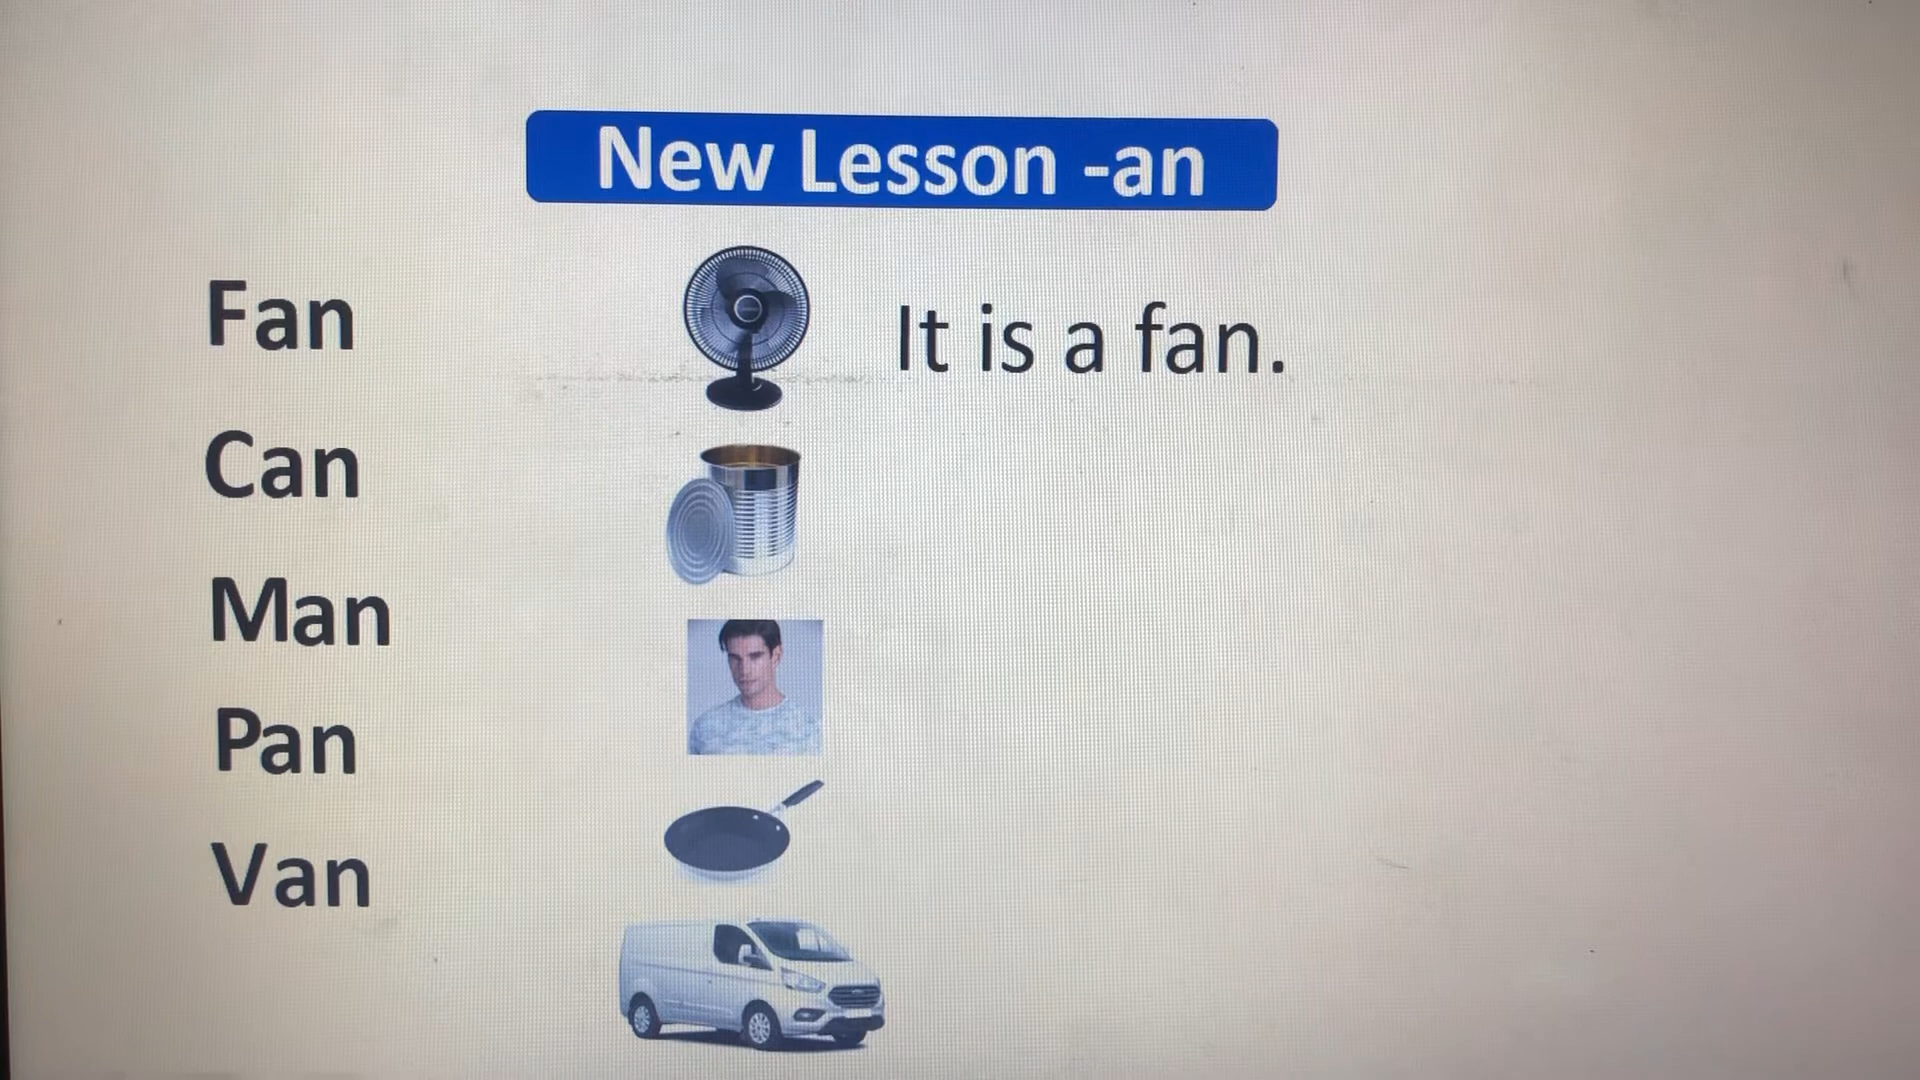 New Lesson -an
Fan
It is a fan.
Can
Man
Pan
Van